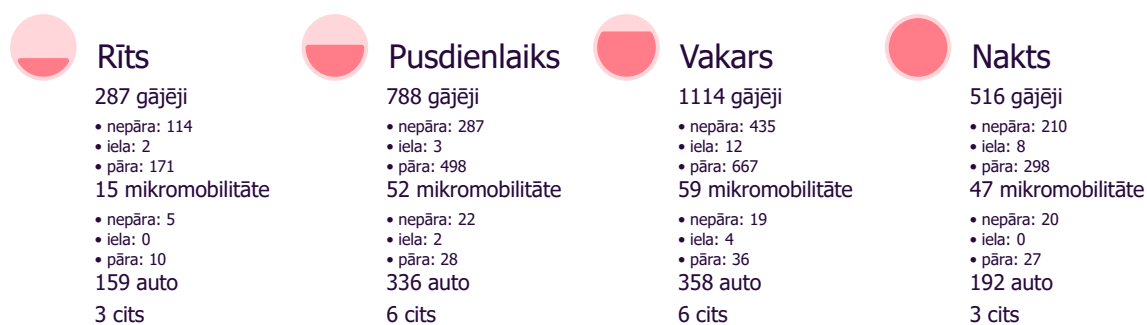 Rīts
287 gājēji
• nepāra: 114
• iela: 2
• pāra: 171
15 mikromobilitāte
• nepāra: 5
• iela: 0
• pāra: 10
159 auto
3 cits
Pusdienlaiks
788 gājēji
• nepāra: 287
• iela: 3
• pāra: 498
52 mikromobilitāte
• nepāra: 22
• iela: 2
• pāra: 28
336 auto
6 cits
Vakars
1114 gājēji
• nepāra: 435
• iela: 12
• pāra: 667
59 mikromobilitāte
• nepāra: 19
• iela: 4
• pāra: 36
358 auto
6 cits
Nakts
516 gājēji
• nepāra: 210
• iela: 8
• pāra: 298
47 mikromobilitāte
• nepāra: 20
• iela: 0
• pāra: 27
192 auto
3 cits